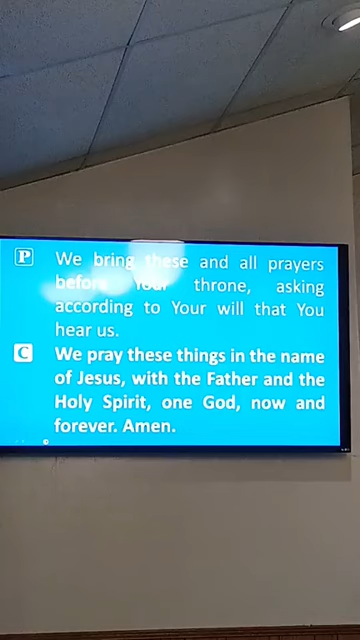 P We bring these and all prayers
before Your throne, asking
according to Your will that You
hear us.
C We pray these things in the name
of Jesus, with the Father and the
Holy Spirit, one God, now and
forever. Amen.